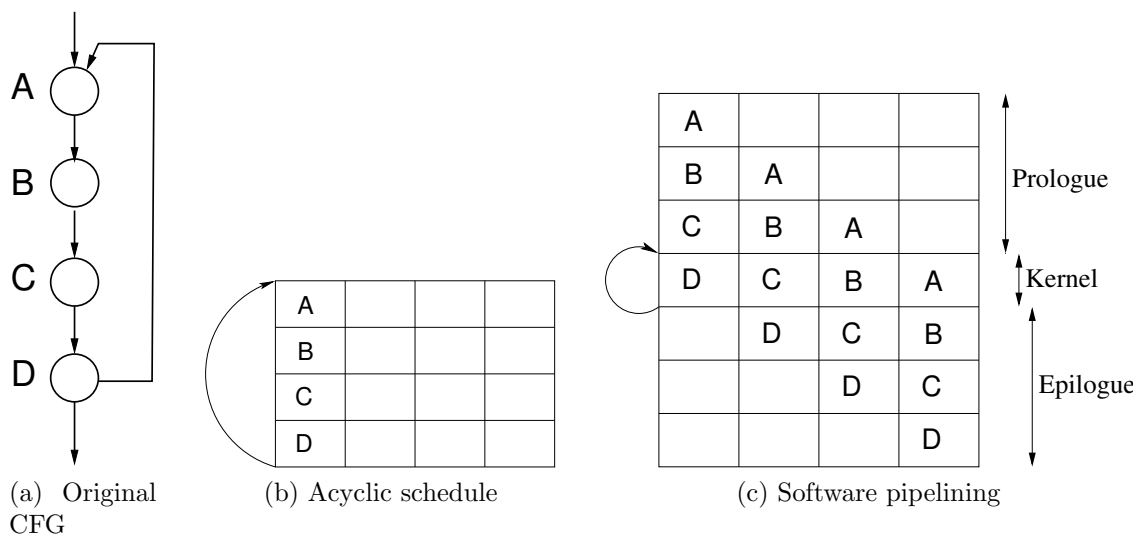 A
B
C
D
(a) Original
CFG
A
B
C
D
(b) Acyclic schedule
A
B A
C B A
D C B A
D C B
D C
D
Prologue
Kernel
Epilogue
(c) Software pipelining